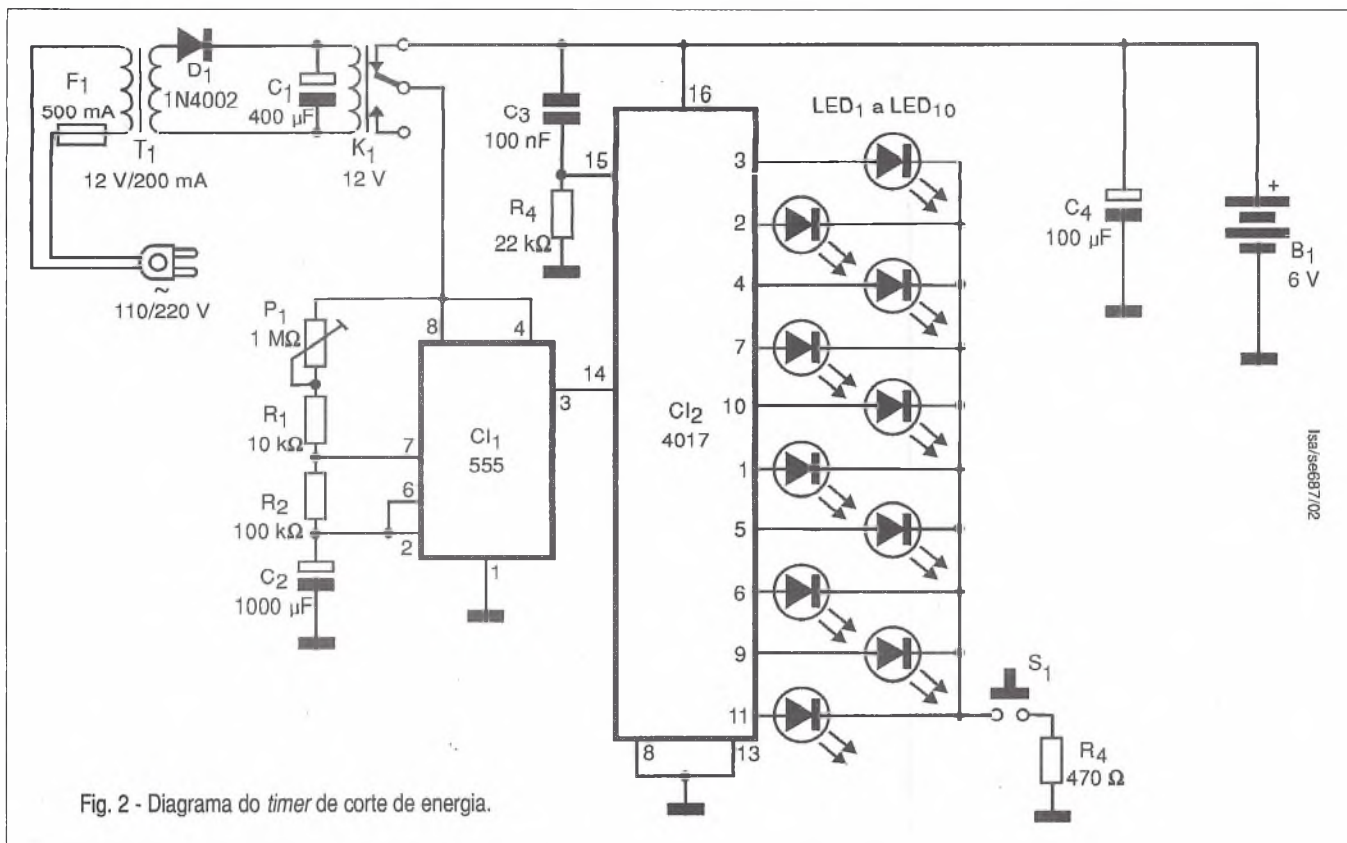 F1
500 mA
T1
12 V/200 mA
~
110/220 V
D1
1N4002
C1
400 µF
K1
12 V
C3
100 nF
R4
22 kΩ
15
16
LED1 a LED10
3
2
4
7
10
1
5
6
9
11
14
CI2
4017
8
13
P1
1 MΩ
R1
10 kΩ
R2
100 kΩ
C2
1000 µF
8
4
7
6
2
3
1
CI1
555
C4
100 µF
+
B1
6 V
S1
R4
470 Ω
Isa/se687/02
Fig. 2 - Diagrama do timer de corte de energia.